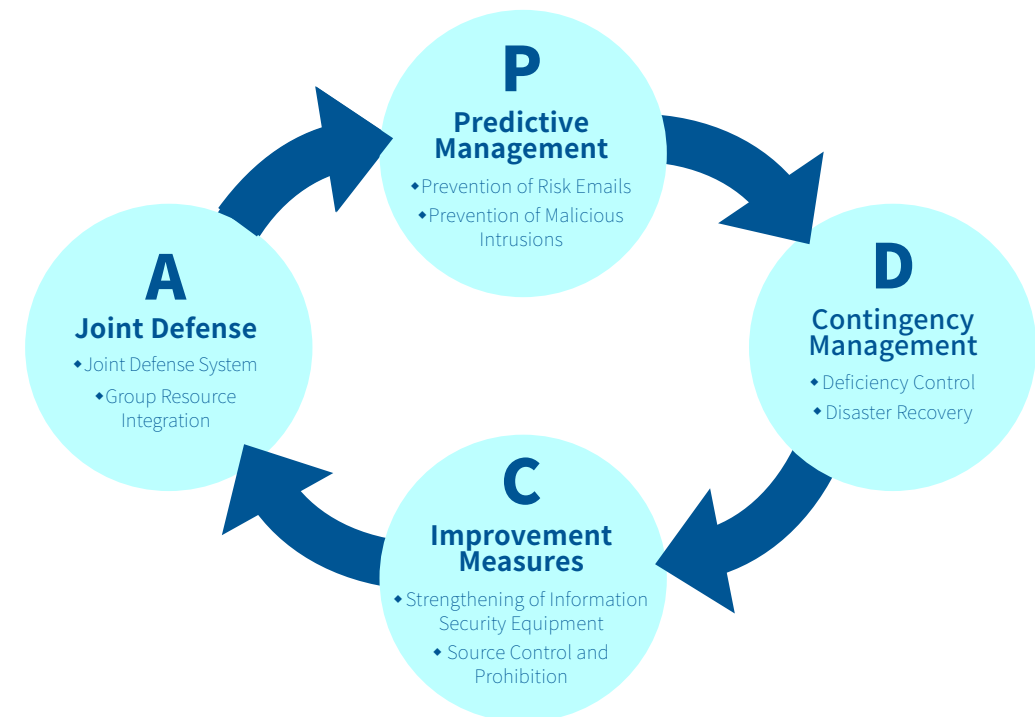 P
Predictive
Management
◆Prevention of Risk Emails
◆Prevention of Malicious
Intrusions
D
Contingency
Management
◆ Deficiency Control
◆ Disaster Recovery
C
Improvement
Measures
◆ Strengthening of Information
Security Equipment
◆ Source Control and
Prohibition
A
Joint Defense
◆Joint Defense System
◆Group Resource
Integration